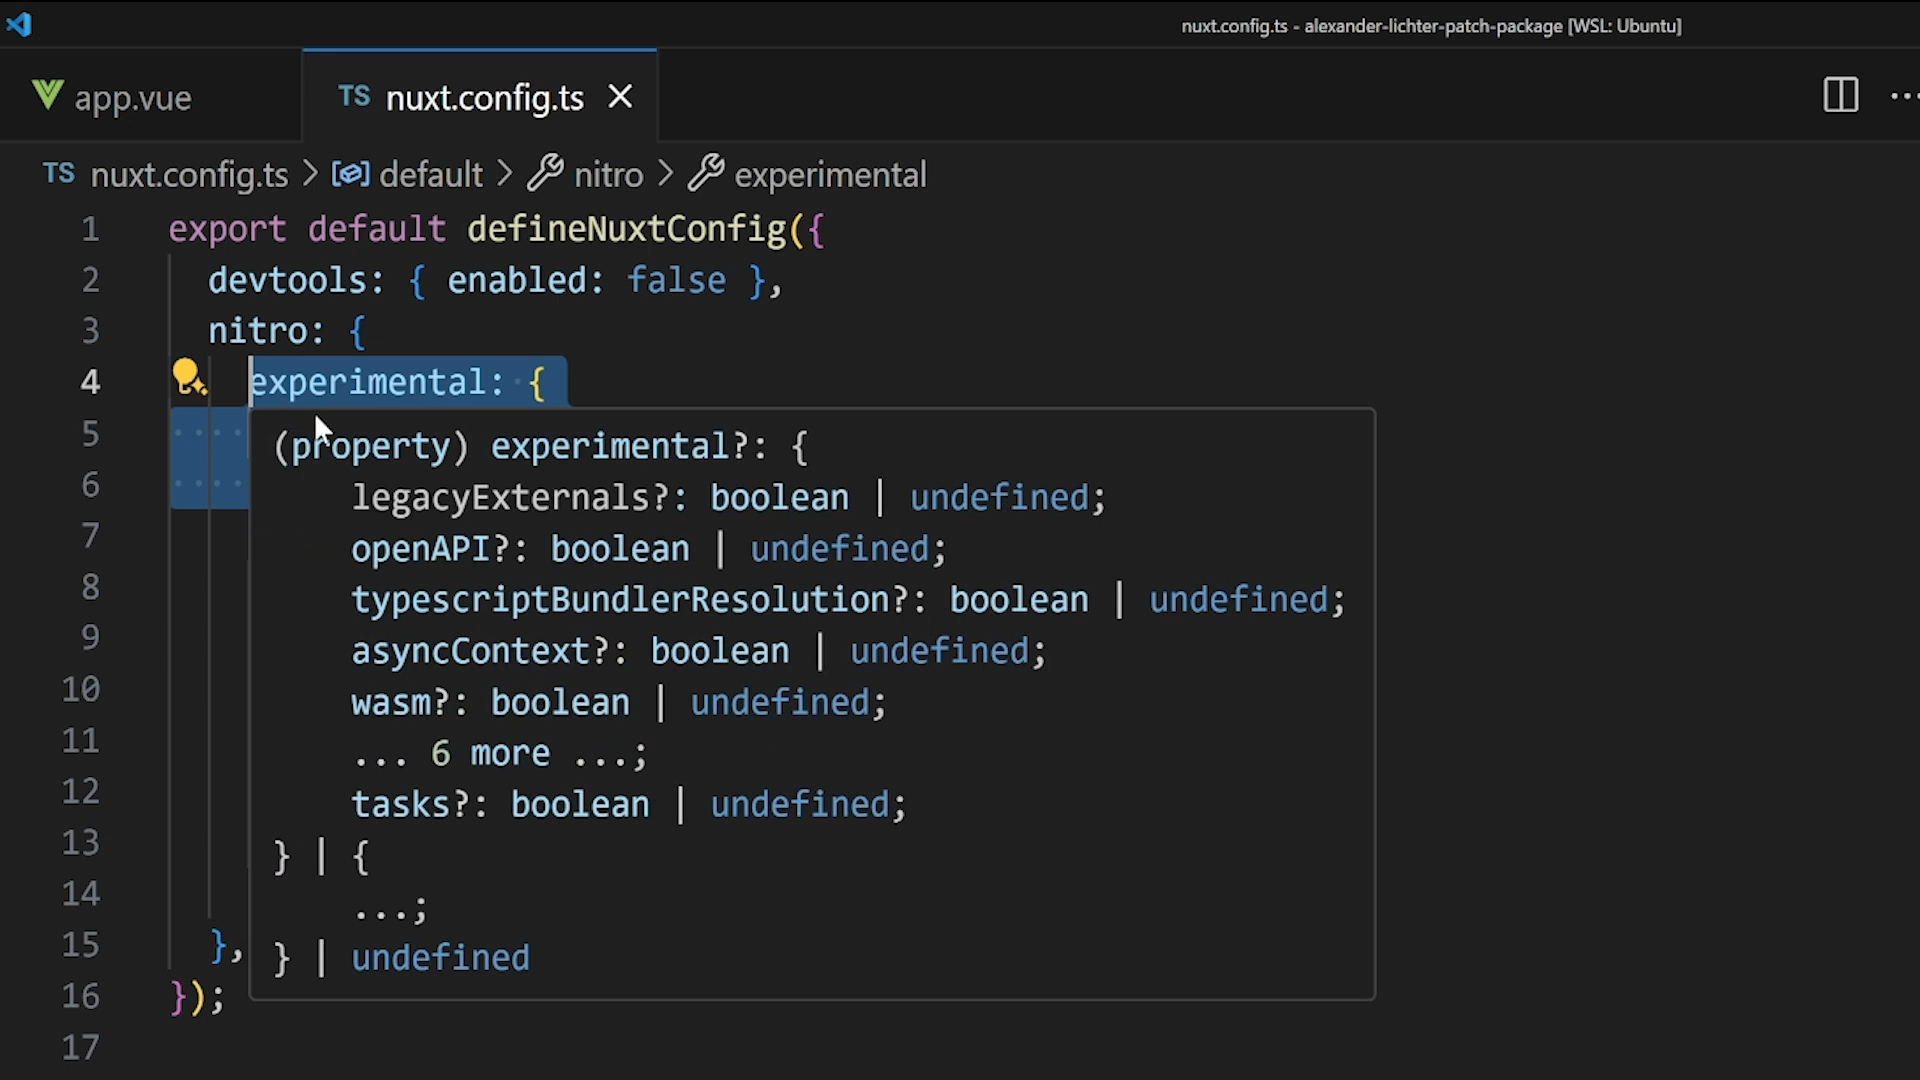 nuxt.config.ts - alexander-lichter-patch-package [WSL: Ubuntu]
app.vue
TS nuxt.config.ts
TS nuxt.config.ts > default > nitro > experimental
1 export default defineNuxtConfig({
2 devtools: { enabled: false },
3 nitro: {
4 experimental: {
5 (property) experimental?: {
6 legacyExternals?: boolean | undefined;
7 openAPI?: boolean | undefined;
8 typescriptBundlerResolution?: boolean | undefined;
9 asyncContext?: boolean | undefined;
10 wasm?: boolean | undefined;
11 ... 6 more ...;
12 tasks?: boolean | undefined;
13 } | {
14 ...;
15 }, } | undefined
16 });
17